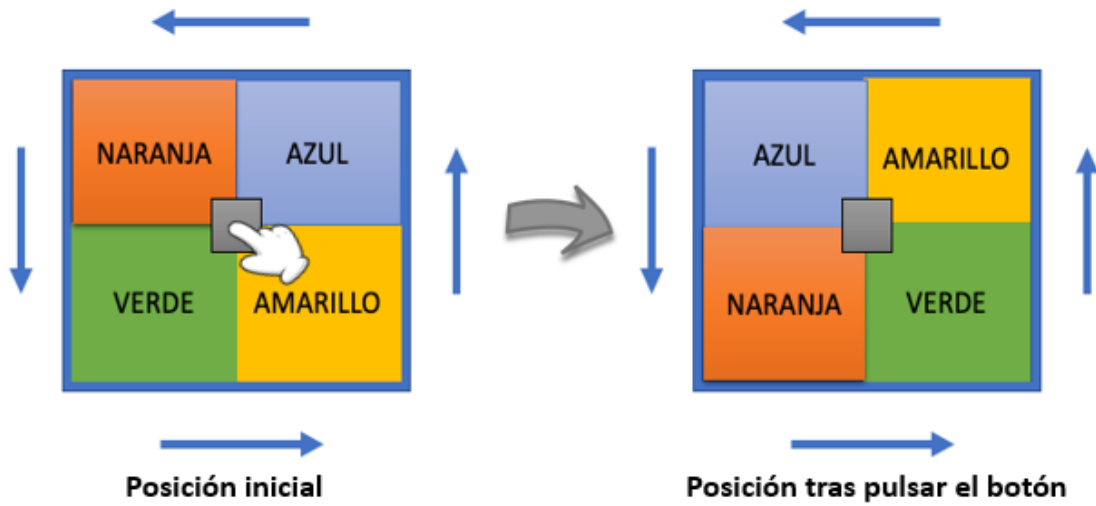 NARANJA AZUL
AZUL AMARILLO
VERDE AMARILLO
NARANJA VERDE
Posición inicial
Posición tras pulsar el botón